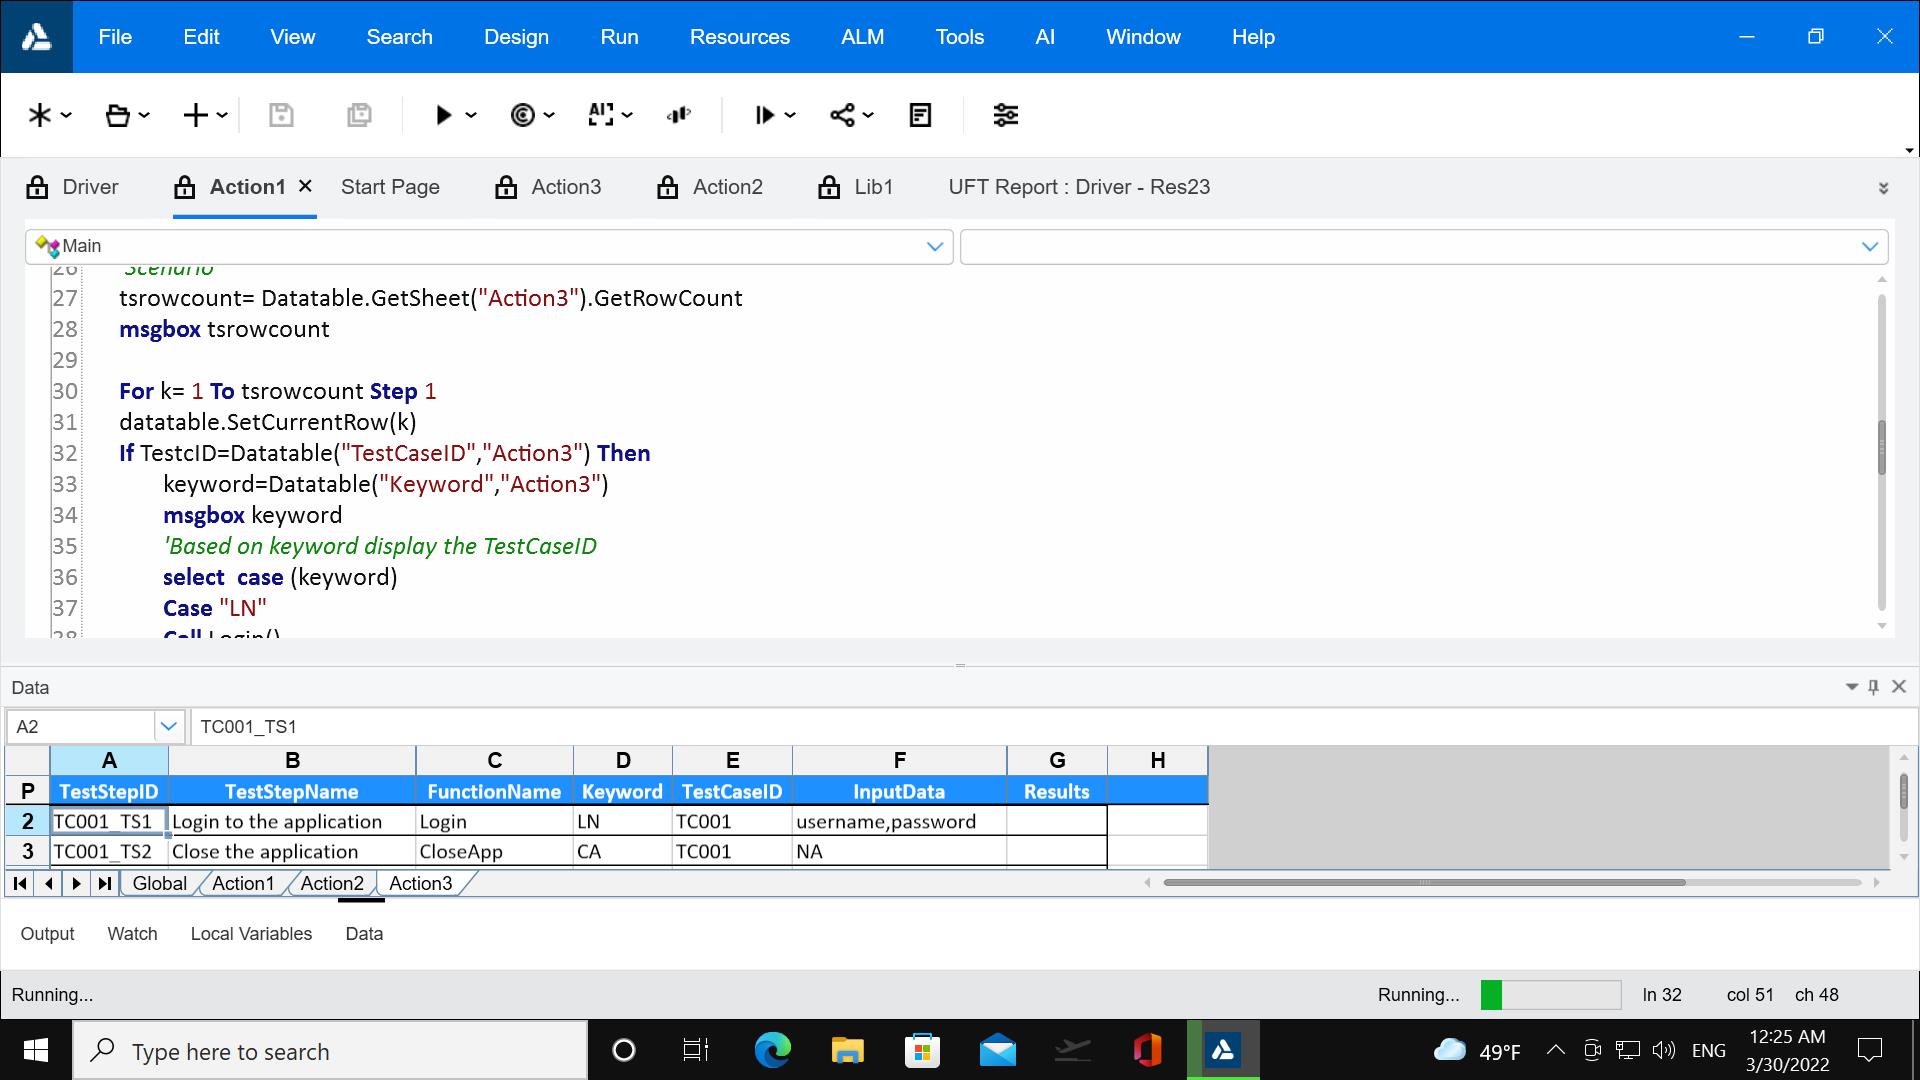 File Edit View Search Design Run Resources ALM Tools AI Window Help
Driver Action1 Start Page Action3 Action2 Lib1 UFT Report : Driver - Res23
Main
26 'Scenario
27 tsrowcount= Datatable.GetSheet("Action3").GetRowCount
28 msgbox tsrowcount
29
30 For k= 1 To tsrowcount Step 1
31 datatable.SetCurrentRow(k)
32 If TestcID=Datatable("TestCaseID","Action3") Then
33 keyword=Datatable("Keyword","Action3")
34 msgbox keyword
35 'Based on keyword display the TestCaseID
36 select case (keyword)
37 Case "LN"
38 Call Login()
Data
A2 TC001_TS1
A B C D E F G H
P TestStepID TestStepName FunctionName Keyword TestCaseID InputData Results
2 TC001_TS1 Login to the application Login LN TC001 username,password
3 TC001_TS2 Close the application CloseApp CA TC001 NA
Global Action1 Action2 Action3
Output Watch Local Variables Data
Running... Running... ln 32 col 51 ch 48
Type here to search 49°F ENG 12:25 AM
3/30/2022